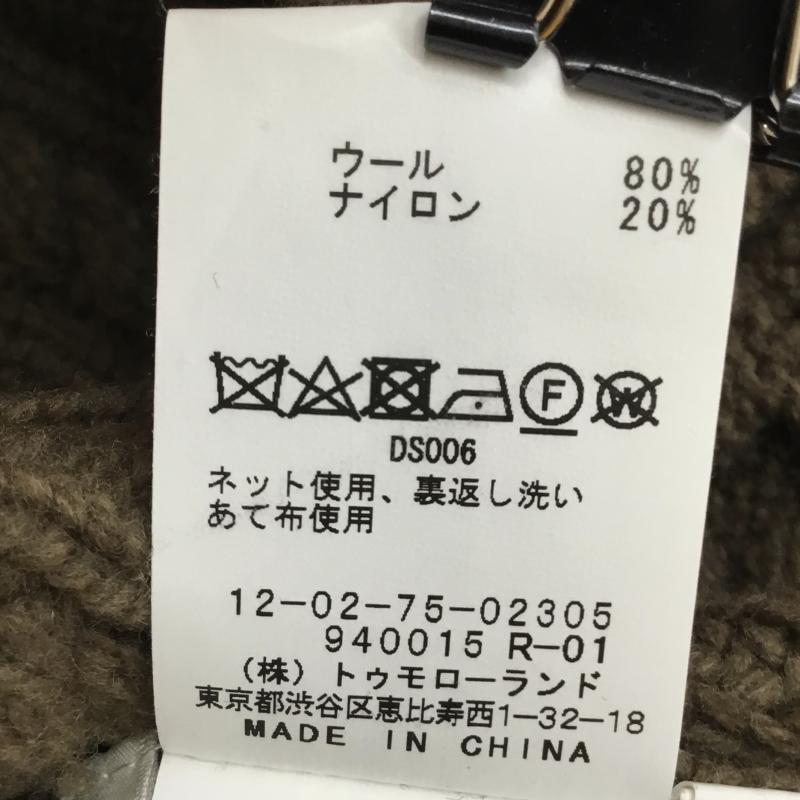 ウール 80%
ナイロン 20%
F W
DS006
ネット使用、裏返し洗い
あて布使用
12-02-75-02305
940015 R-01
(株) トゥモローランド
東京都渋谷区恵比寿西1-32-18
MADE IN CHINA